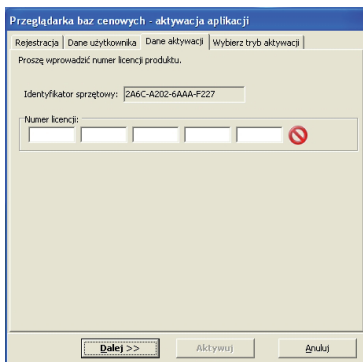 Przeglądarka baz cenowych - aktywacja aplikacji
Rejestracja Dane użytkownika Dane aktywacji Wybierz tryb aktywacji
Proszę wprowadzić numer licencji produktu.
Identyfikator sprzętowy: 2A6C-A202-6AAA-F227
Numer licencji:
Dalej >> Aktywuj Anuluj